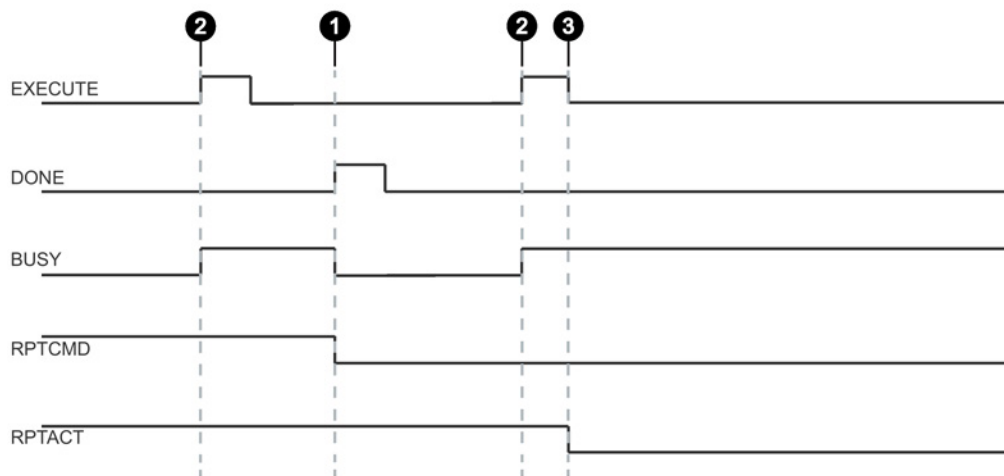 2 1 2 3
EXECUTE
DONE
BUSY
RPTCMD
RPTACT